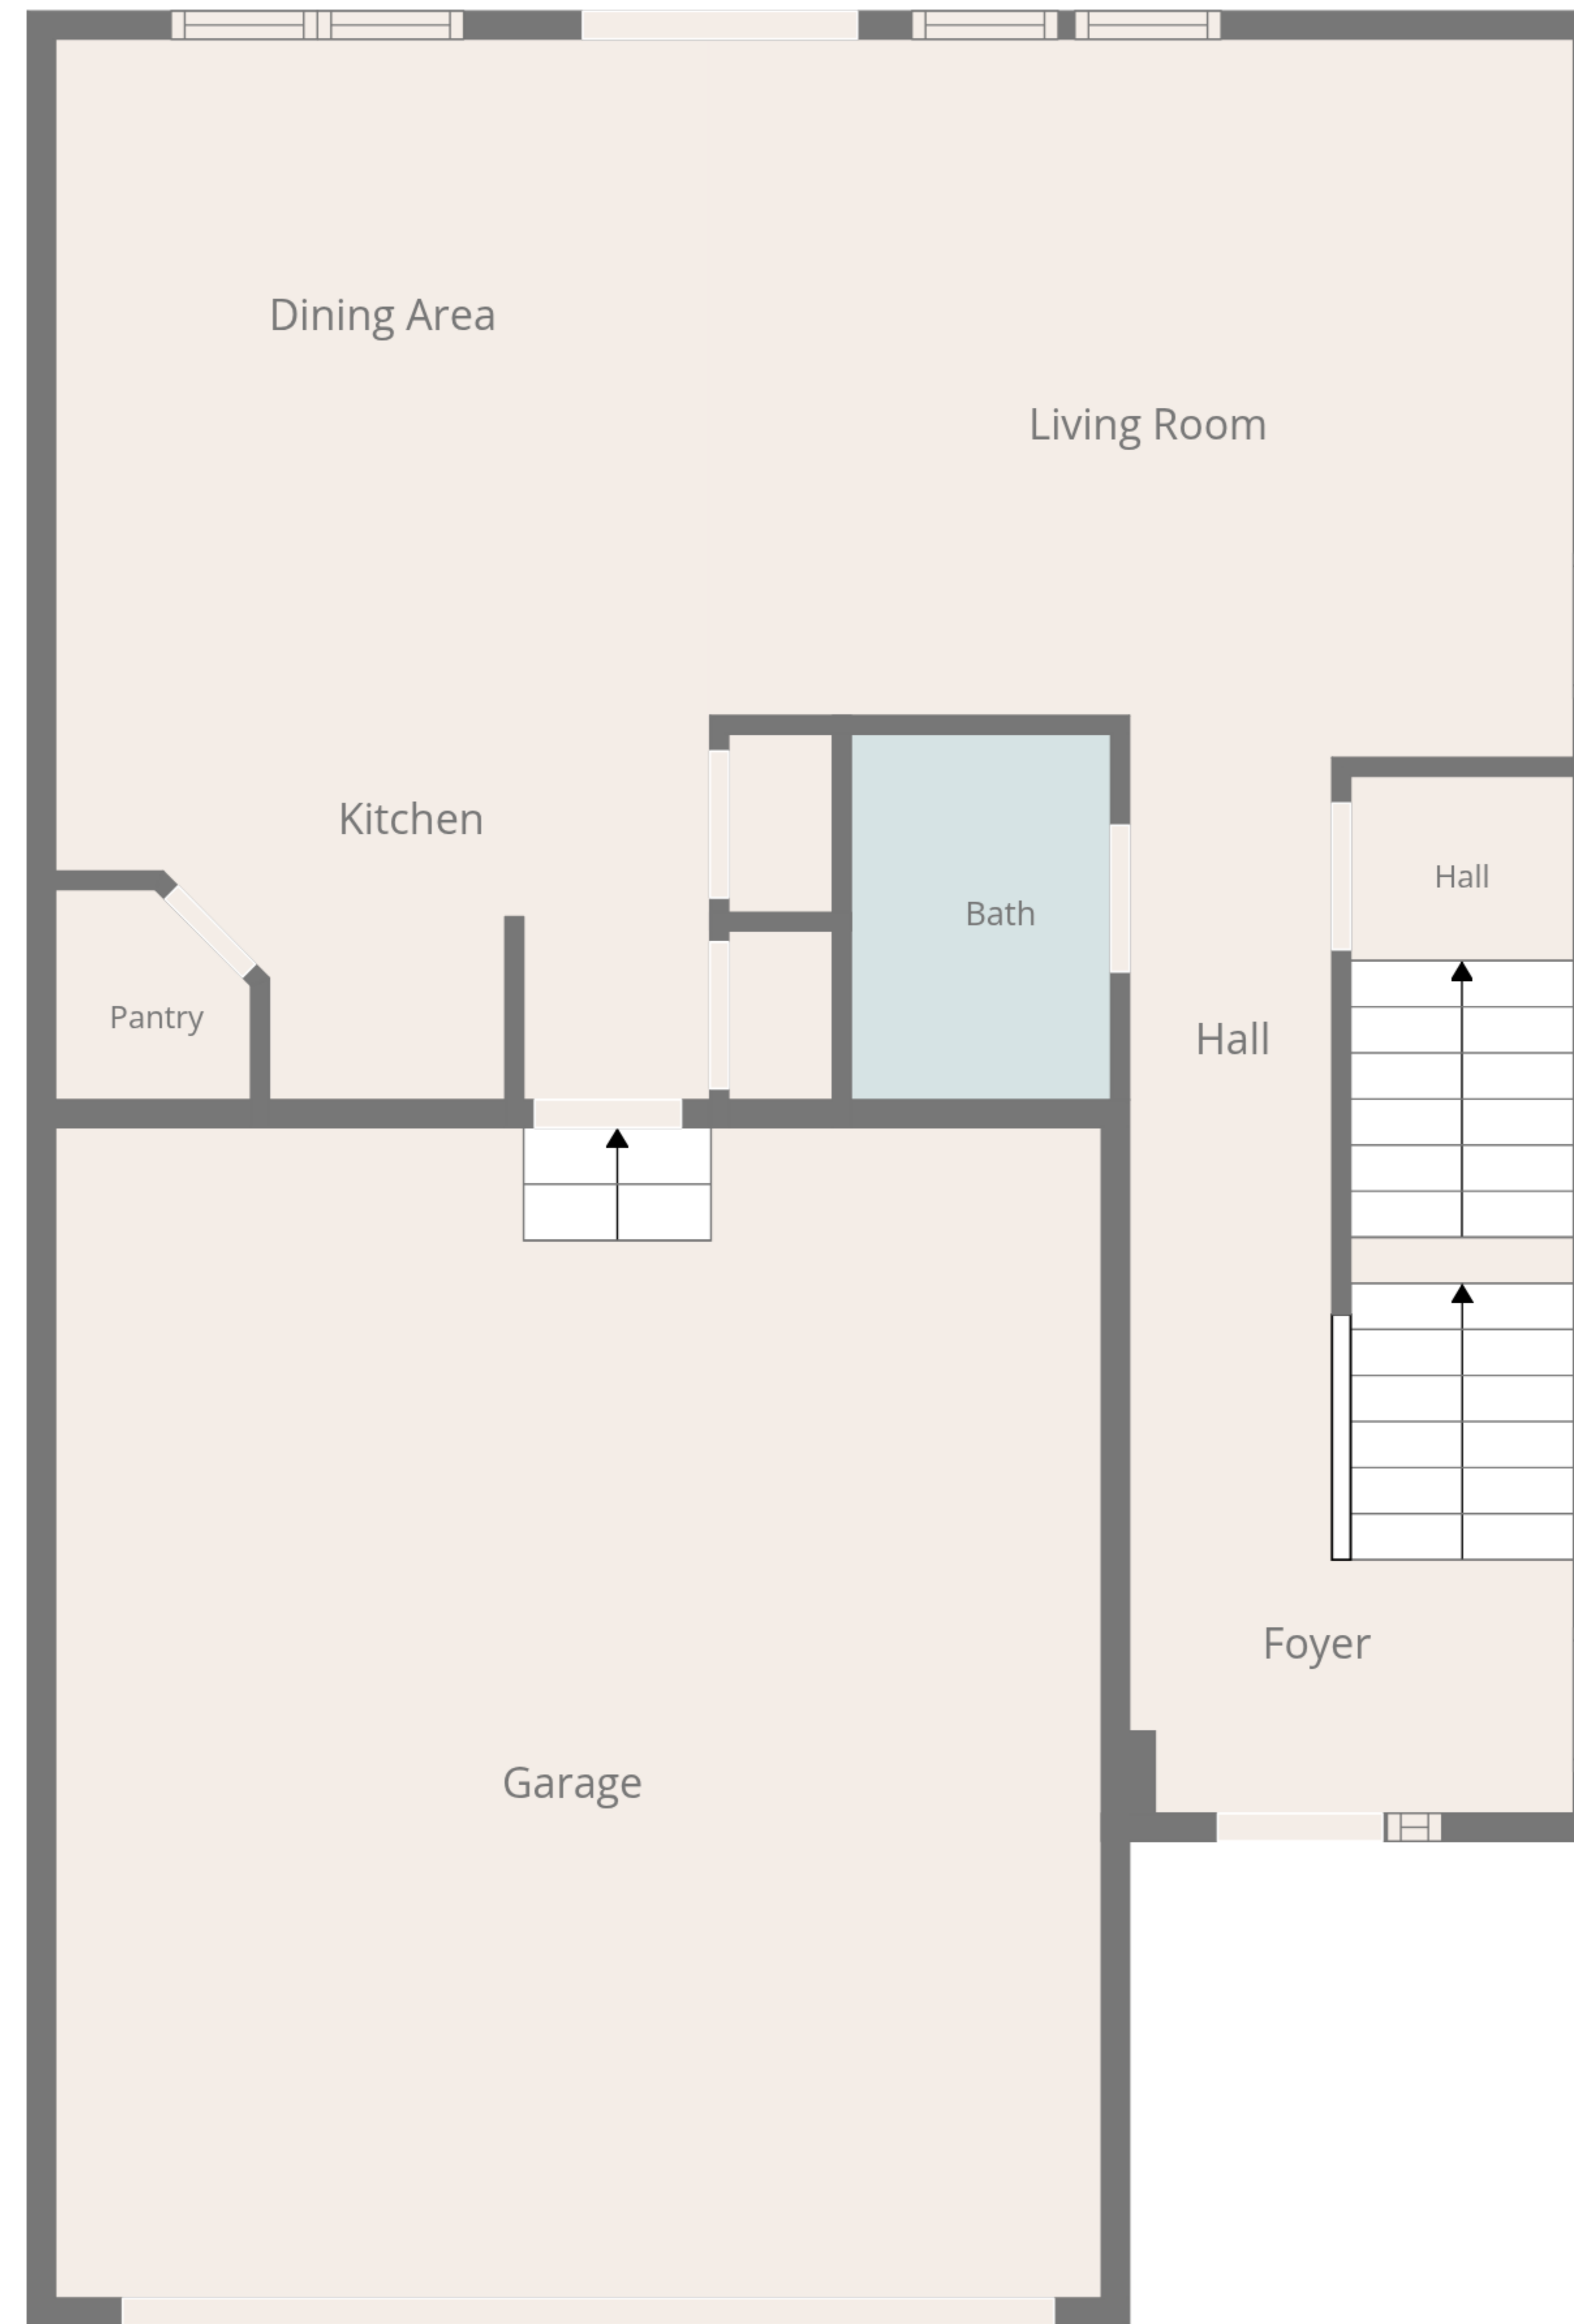 Dining Area
Living Room
Kitchen
Hall
Bath
Pantry
Hall
Foyer
Garage